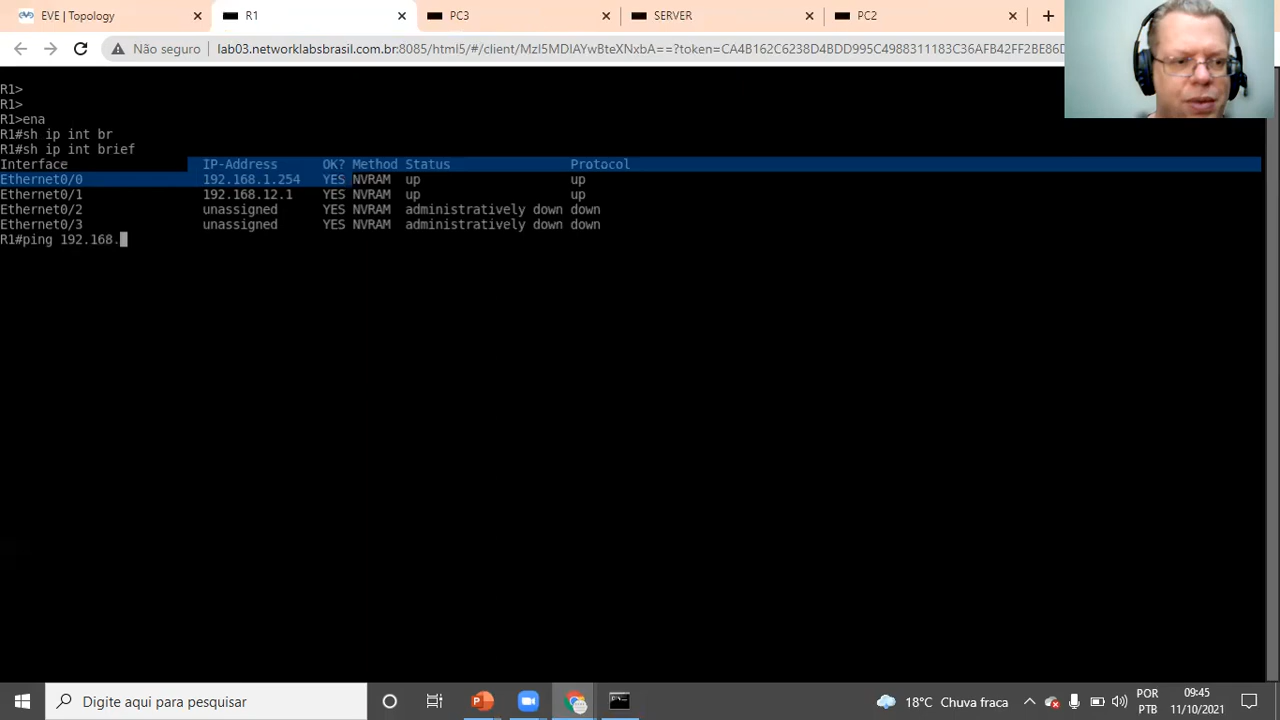 EVE | Topology
R1
PC3
SERVER
PC2
Não seguro
lab03.networklabsbrasil.com.br:8085/html5/#/client/MzI5MDIAYwBteXNxbA==?token=CA4B162C6238D4BDD995C4988311183C36AFB42FF2BE86D
R1>
R1>
R1>ena
R1#sh ip int br
R1#sh ip int brief
Interface IP-Address OK? Method Status Protocol
Ethernet0/0 192.168.1.254 YES NVRAM up up
Ethernet0/1 192.168.12.1 YES NVRAM up up
Ethernet0/2 unassigned YES NVRAM administratively down down
Ethernet0/3 unassigned YES NVRAM administratively down down
R1#ping 192.168.
Digite aqui para pesquisar
18°C Chuva fraca
POR
PTB
09:45
11/10/2021